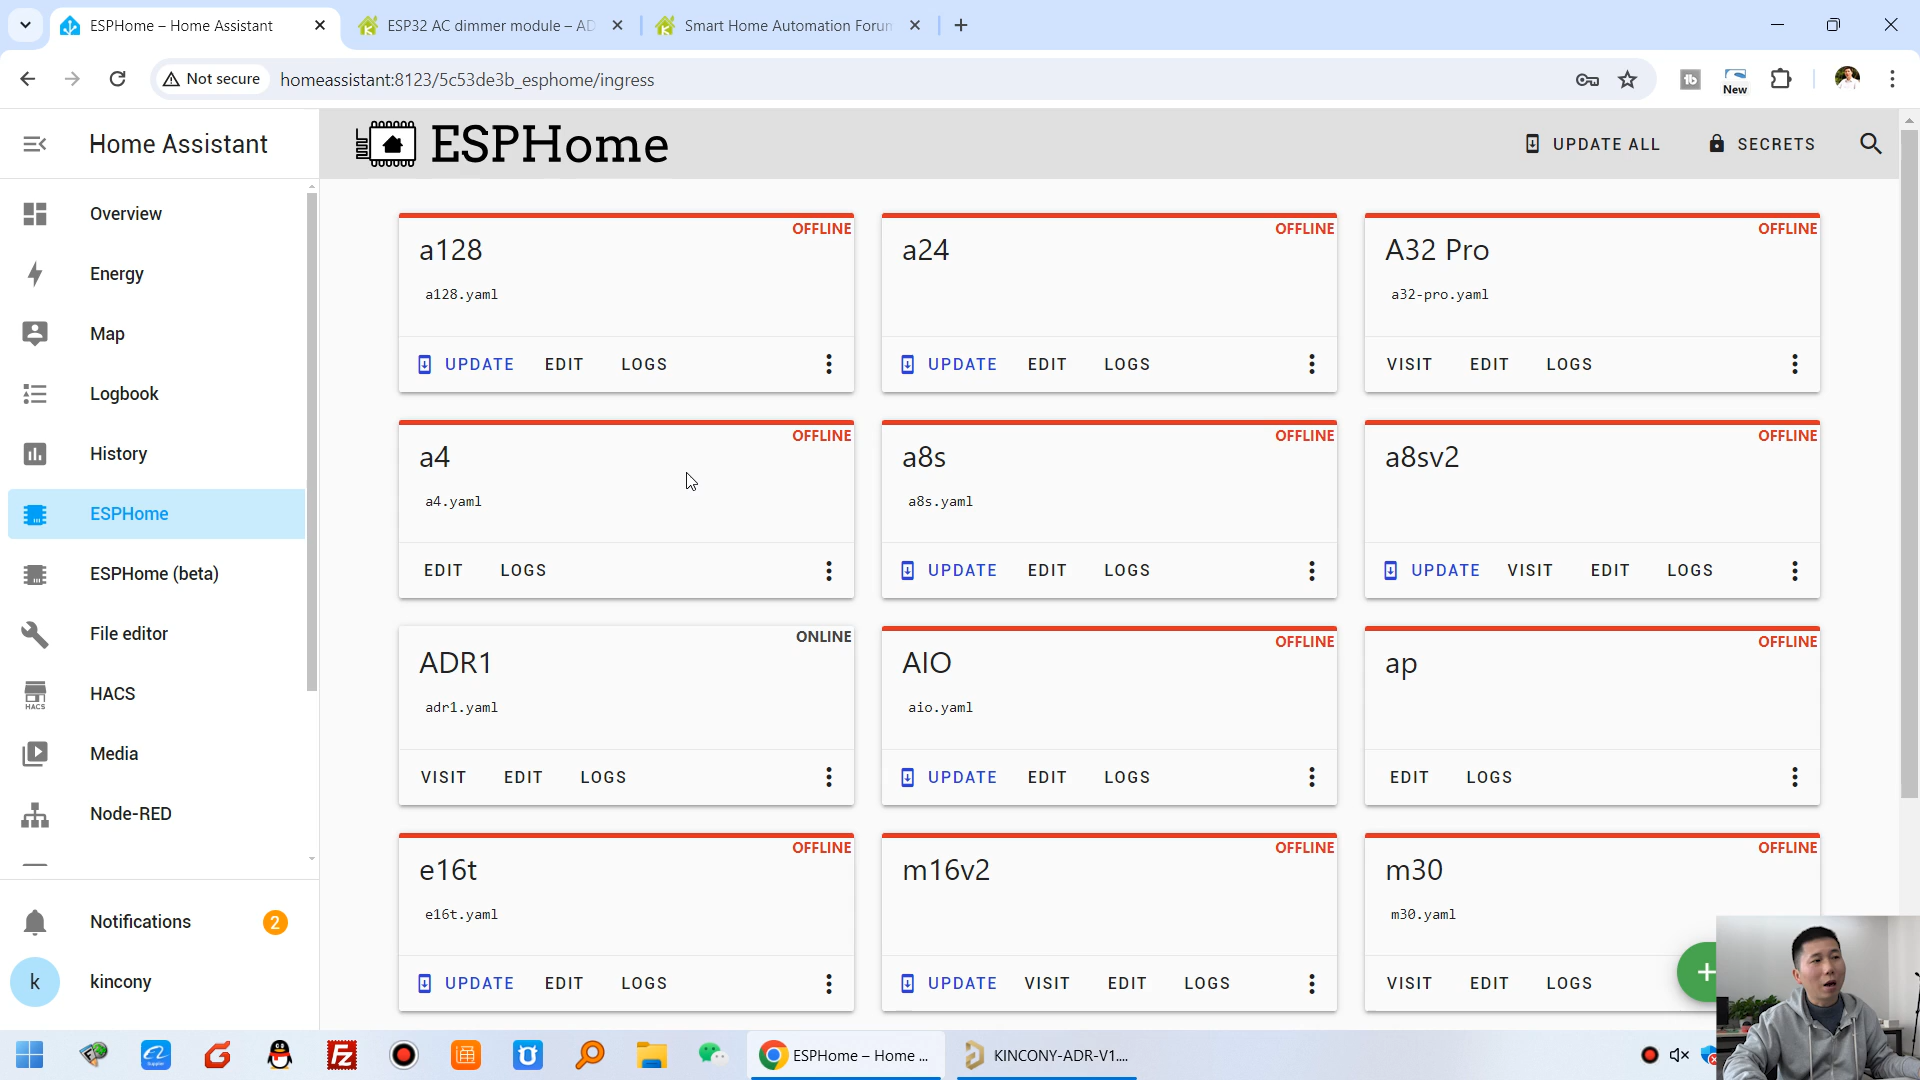 ESPHome – Home Assistant
ESP32 AC dimmer module – AD
Smart Home Automation Forum
Not secure
homeassistant:8123/5c53de3b_esphome/ingress
New
Home Assistant
ESPHome
UPDATE ALL
SECRETS
Overview
Energy
Map
Logbook
History
ESPHome
ESPHome (beta)
File editor
HACS
HACS
Media
Node-RED
Notifications
2
k
kincony
OFFLINE
a128
a128.yaml
UPDATE EDIT LOGS
OFFLINE
a24
UPDATE EDIT LOGS
OFFLINE
A32 Pro
a32-pro.yaml
VISIT EDIT LOGS
OFFLINE
a4
a4.yaml
EDIT LOGS
OFFLINE
a8s
a8s.yaml
UPDATE EDIT LOGS
OFFLINE
a8sv2
UPDATE VISIT EDIT LOGS
ONLINE
ADR1
adr1.yaml
VISIT EDIT LOGS
OFFLINE
AIO
aio.yaml
UPDATE EDIT LOGS
OFFLINE
ap
EDIT LOGS
OFFLINE
e16t
e16t.yaml
UPDATE EDIT LOGS
OFFLINE
m16v2
UPDATE VISIT EDIT LOGS
OFFLINE
m30
m30.yaml
VISIT EDIT LOGS
ESPHome – Home ...
KINCONY-ADR-V1....